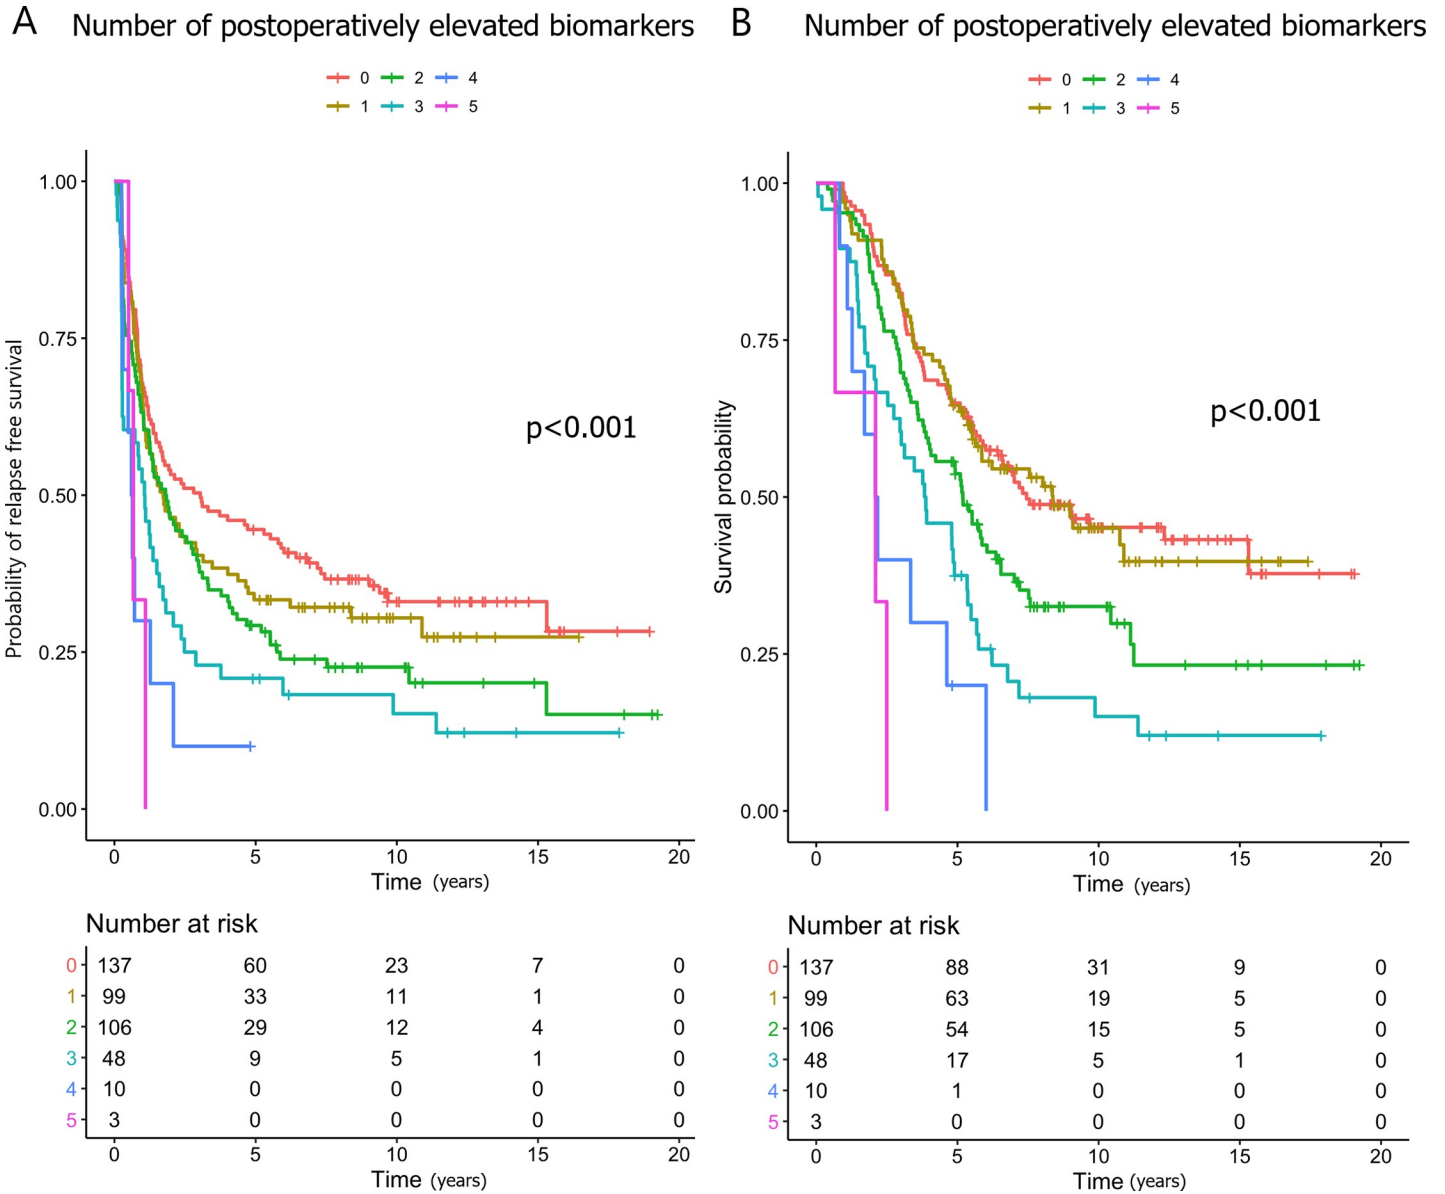 A Number of postoperatively elevated biomarkers
0 2 4
1 3 5
Probability of relapse free survival
1.00
0.75
0.50
0.25
0.00
p<0.001
0 5 10 15 20
Time (years)
Number at risk
0 137 60 23 7 0
1 99 33 11 1 0
2 106 29 12 4 0
3 48 9 5 1 0
4 10 0 0 0 0
5 3 0 0 0 0
0 5 10 15 20
Time (years)
B Number of postoperatively elevated biomarkers
0 2 4
1 3 5
Survival probability
1.00
0.75
0.50
0.25
0.00
p<0.001
0 5 10 15 20
Time (years)
Number at risk
0 137 88 31 9 0
1 99 63 19 5 0
2 106 54 15 5 0
3 48 17 5 1 0
4 10 1 0 0 0
5 3 0 0 0 0
0 5 10 15 20
Time (years)